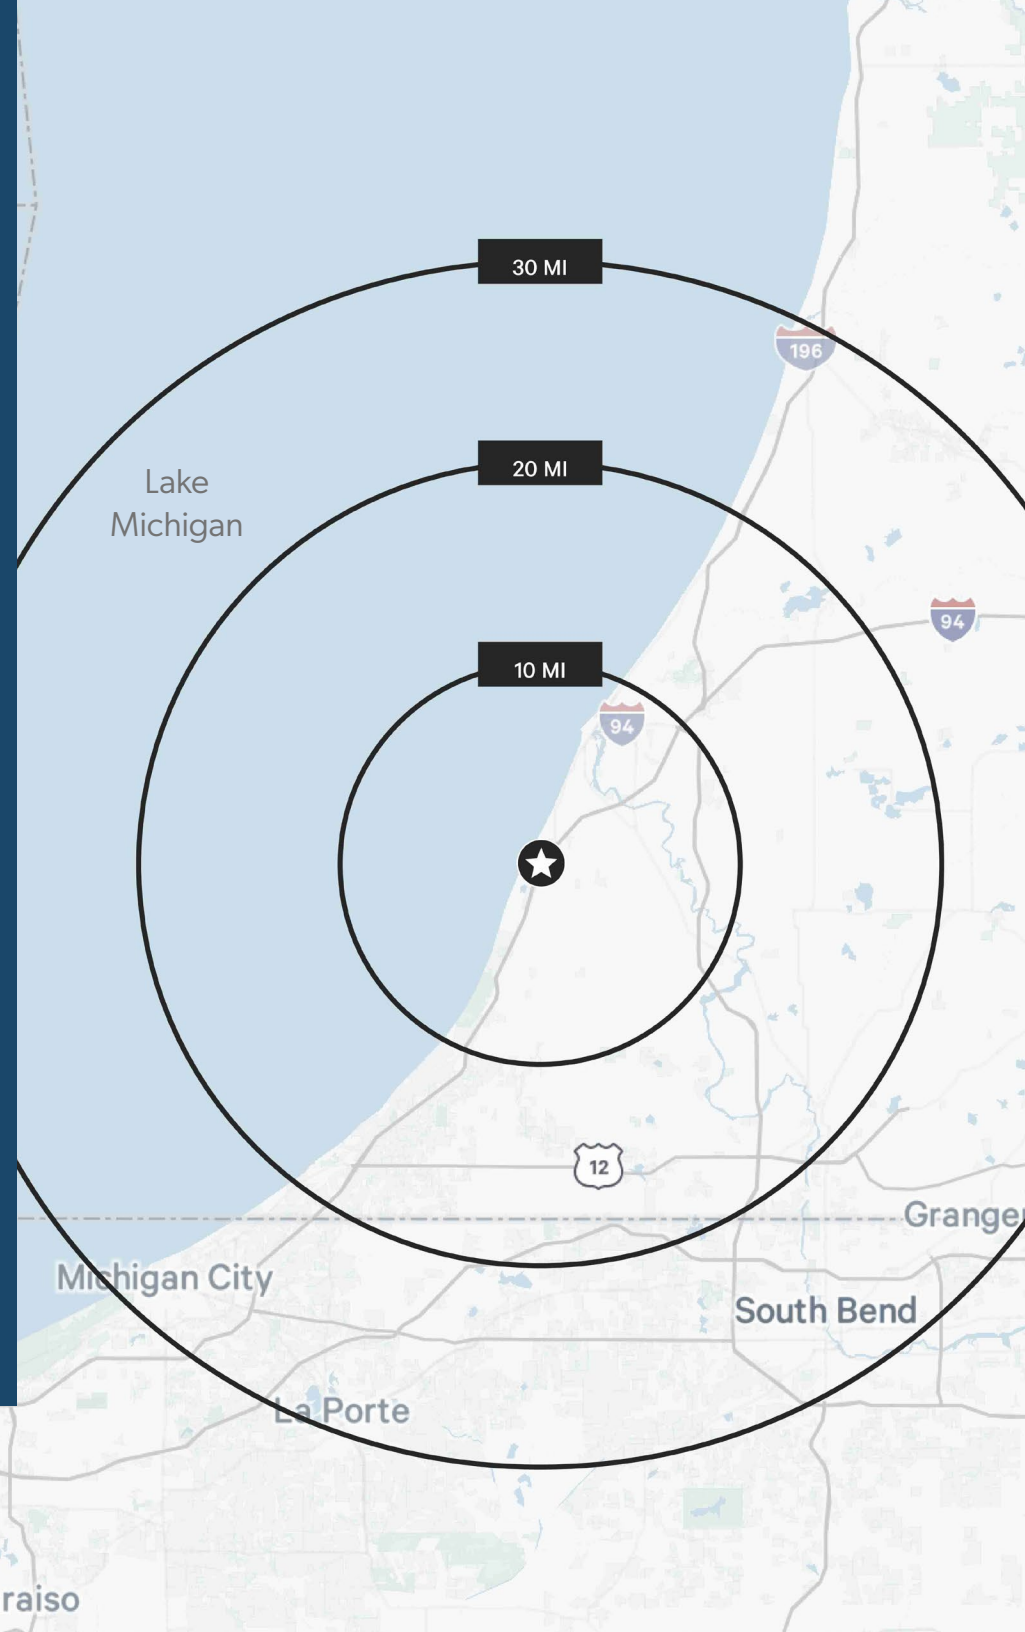 30 MI
196
20 MI
Lake
Michigan
94
10 MI
94
12
Granger
Michigan City
South Bend
La Porte
raiso